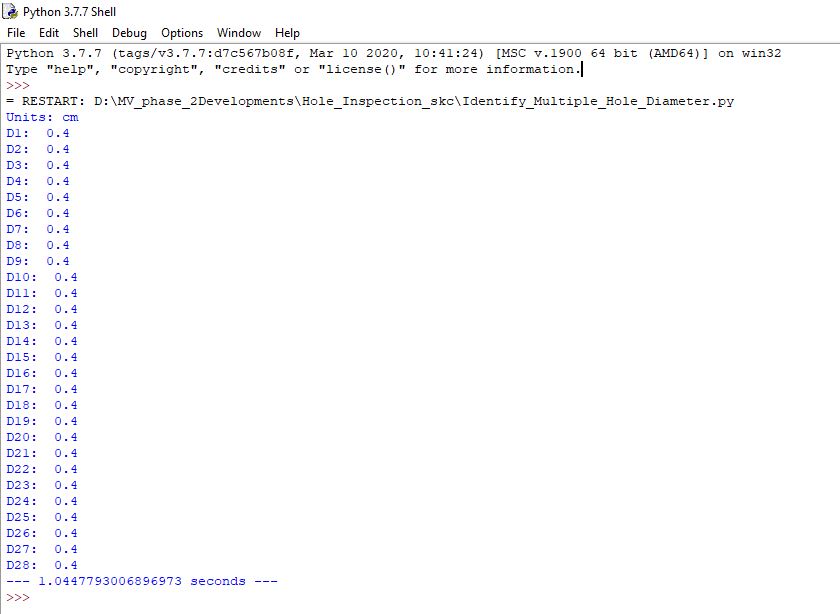 Python 3.7.7 Shell
File Edit Shell Debug Options Window Help
Python 3.7.7 (tags/v3.7.7:d7c567b08f, Mar 10 2020, 10:41:24) [MSC v.1900 64 bit (AMD64)] on win32
Type "help", "copyright", "credits" or "license()" for more information.
>>>
= RESTART: D:\MV_phase_2Developments\Hole_Inspection_skc\Identify_Multiple_Hole_Diameter.py
Units: cm
D1:  0.4
D2:  0.4
D3:  0.4
D4:  0.4
D5:  0.4
D6:  0.4
D7:  0.4
D8:  0.4
D9:  0.4
D10:  0.4
D11:  0.4
D12:  0.4
D13:  0.4
D14:  0.4
D15:  0.4
D16:  0.4
D17:  0.4
D18:  0.4
D19:  0.4
D20:  0.4
D21:  0.4
D22:  0.4
D23:  0.4
D24:  0.4
D25:  0.4
D26:  0.4
D27:  0.4
D28:  0.4
--- 1.0447793006896973 seconds ---
>>>